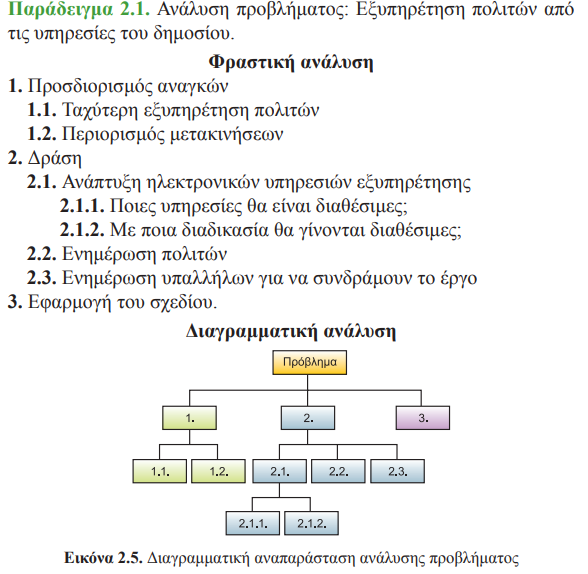 Παράδειγμα 2.1. Ανάλυση προβλήματος: Εξυπηρέτηση πολιτών από
τις υπηρεσίες του δημοσίου.
Φραστική ανάλυση
1. Προσδιορισμός αναγκών
1.1. Ταχύτερη εξυπηρέτηση πολιτών
1.2. Περιορισμός μετακινήσεων
2. Δράση
2.1. Ανάπτυξη ηλεκτρονικών υπηρεσιών εξυπηρέτησης
2.1.1. Ποιες υπηρεσίες θα είναι διαθέσιμες;
2.1.2. Με ποια διαδικασία θα γίνονται διαθέσιμες;
2.2. Ενημέρωση πολιτών
2.3. Ενημέρωση υπαλλήλων για να συνδράμουν το έργο
3. Εφαρμογή του σχεδίου.
Διαγραμματική ανάλυση
Πρόβλημα
1. 2. 3.
1.1. 1.2. 2.1. 2.2. 2.3.
2.1.1. 2.1.2.
Εικόνα 2.5. Διαγραμματική αναπαράσταση ανάλυσης προβλήματος